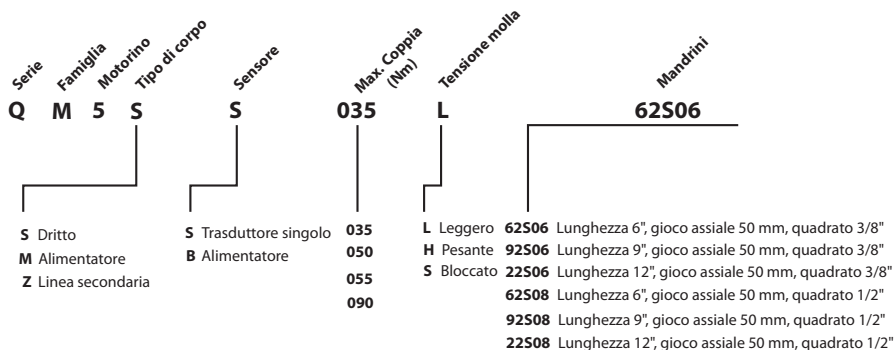 Serie Famiglia Motorino Tipo di corpo Sensore Max. Coppia (Nm) Tensione molla Mandrini
Q M 5 S S 035 L 62S06
S Dritto
M Alimentatore
Z Linea secondaria
S Trasduttore singolo
B Alimentatore
035
050
055
090
L Leggero
H Pesante
S Bloccato
62S06 Lunghezza 6", gioco assiale 50 mm, quadrato 3/8"
92S06 Lunghezza 9", gioco assiale 50 mm, quadrato 3/8"
22S06 Lunghezza 12", gioco assiale 50 mm, quadrato 3/8"
62S08 Lunghezza 6", gioco assiale 50 mm, quadrato 1/2"
92S08 Lunghezza 9", gioco assiale 50 mm, quadrato 1/2"
22S08 Lunghezza 12", gioco assiale 50 mm, quadrato 1/2"